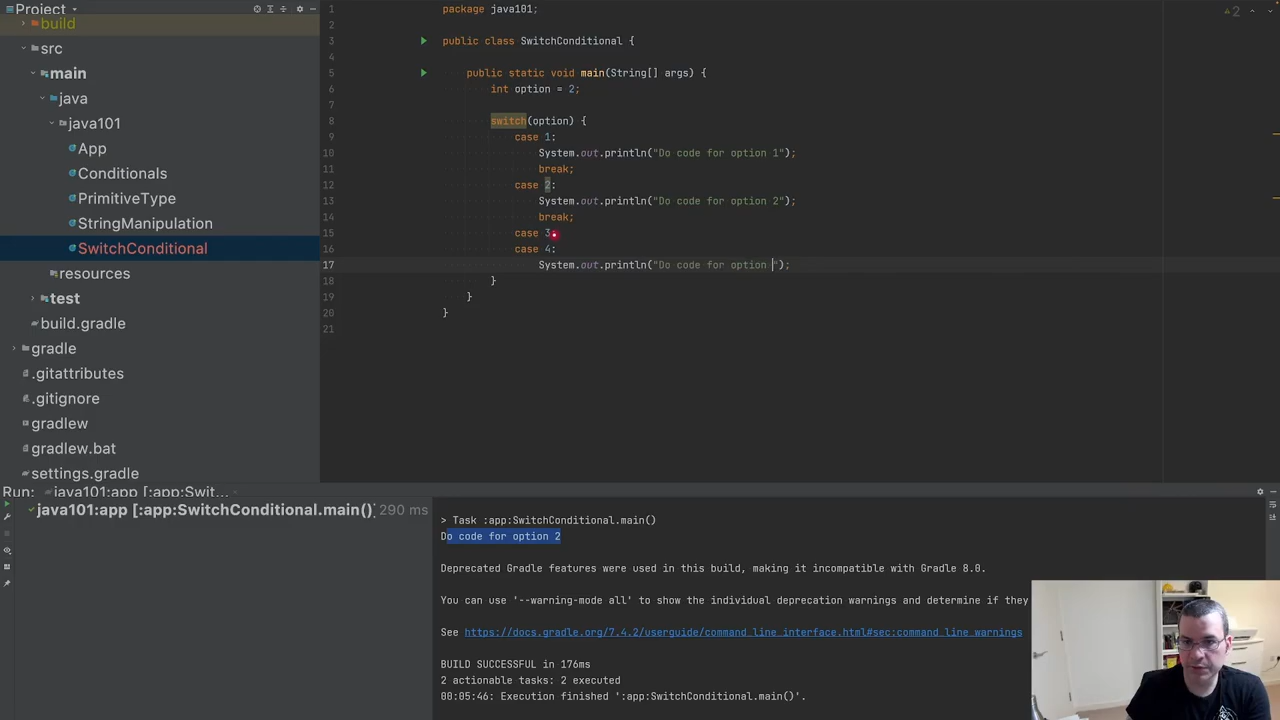 Project
build
src
main
java
java101
App
Conditionals
PrimitiveType
StringManipulation
SwitchConditional
resources
test
build.gradle
gradle
.gitattributes
.gitignore
gradlew
gradlew.bat
settings.gradle
1 package java101;
2
3 public class SwitchConditional {
4
5 public static void main(String[] args) {
6 int option = 2;
7
8 switch(option) {
9 case 1:
10 System.out.println("Do code for option 1");
11 break;
12 case 2:
13 System.out.println("Do code for option 2");
14 break;
15 case 3:
16 case 4:
17 System.out.println("Do code for option ");
18 }
19 }
20 }
21
2
Run: java101:app [:app:Swit...
java101:app [:app:SwitchConditional.main()] 290 ms
> Task :app:SwitchConditional.main()
Do code for option 2
Deprecated Gradle features were used in this build, making it incompatible with Gradle 8.0.
You can use '--warning-mode all' to show the individual deprecation warnings and determine if they
See https://docs.gradle.org/7.4.2/userguide/command_line_interface.html#sec:command_line_warnings
BUILD SUCCESSFUL in 176ms
2 actionable tasks: 2 executed
00:05:46: Execution finished ':app:SwitchConditional.main()'.